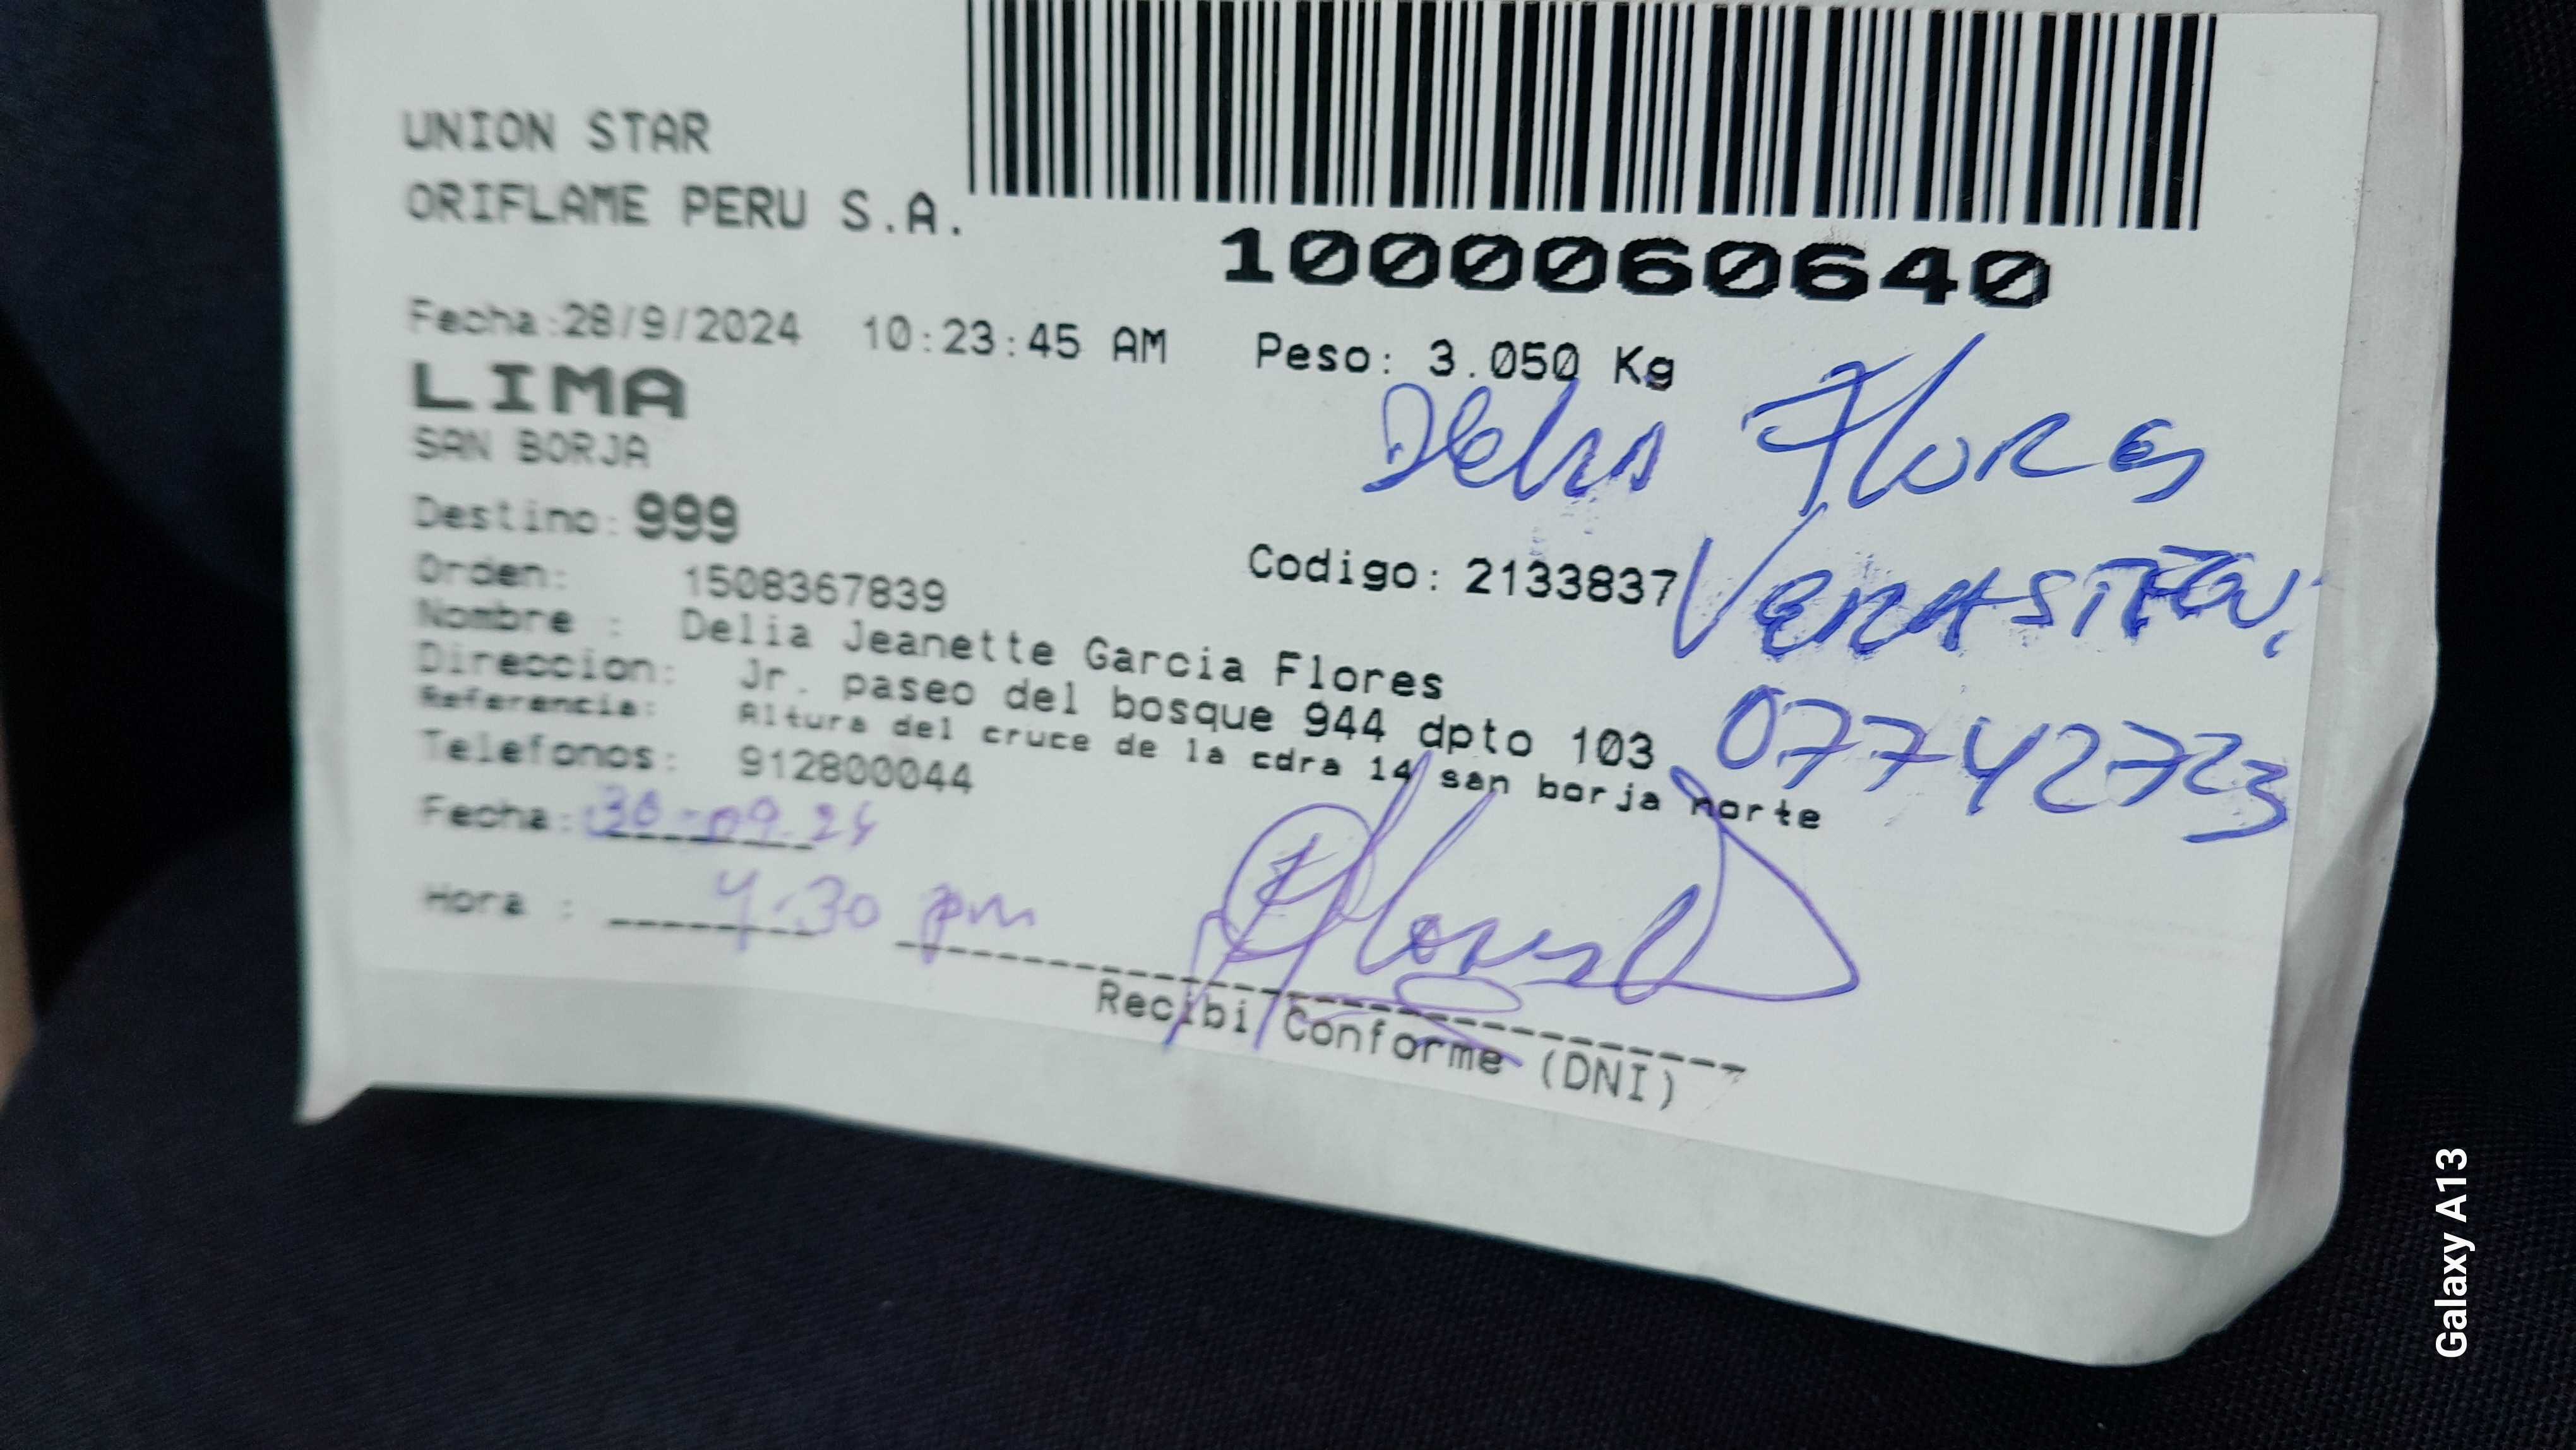 UNION STAR
ORIFLAME PERU S.A.
1000060640
Fecha:28/9/2024 10:23:45 AM Peso: 3.050 Kg
LIMA
SAN BORJA
Delia Flores
Destino: 999
Orden: 1508367839 Codigo: 2133837
Nombre : Delia Jeanette Garcia Flores
Direccion: Jr. paseo del bosque 944 dpto 103
07742723
Referencia: Altura del cruce de la cdra 14 san borja norte
Telefonos: 912800044
Fecha: 30-09-24
Hora : 4:30 pm
Recibi Conforme (DNI)
Galaxy A13